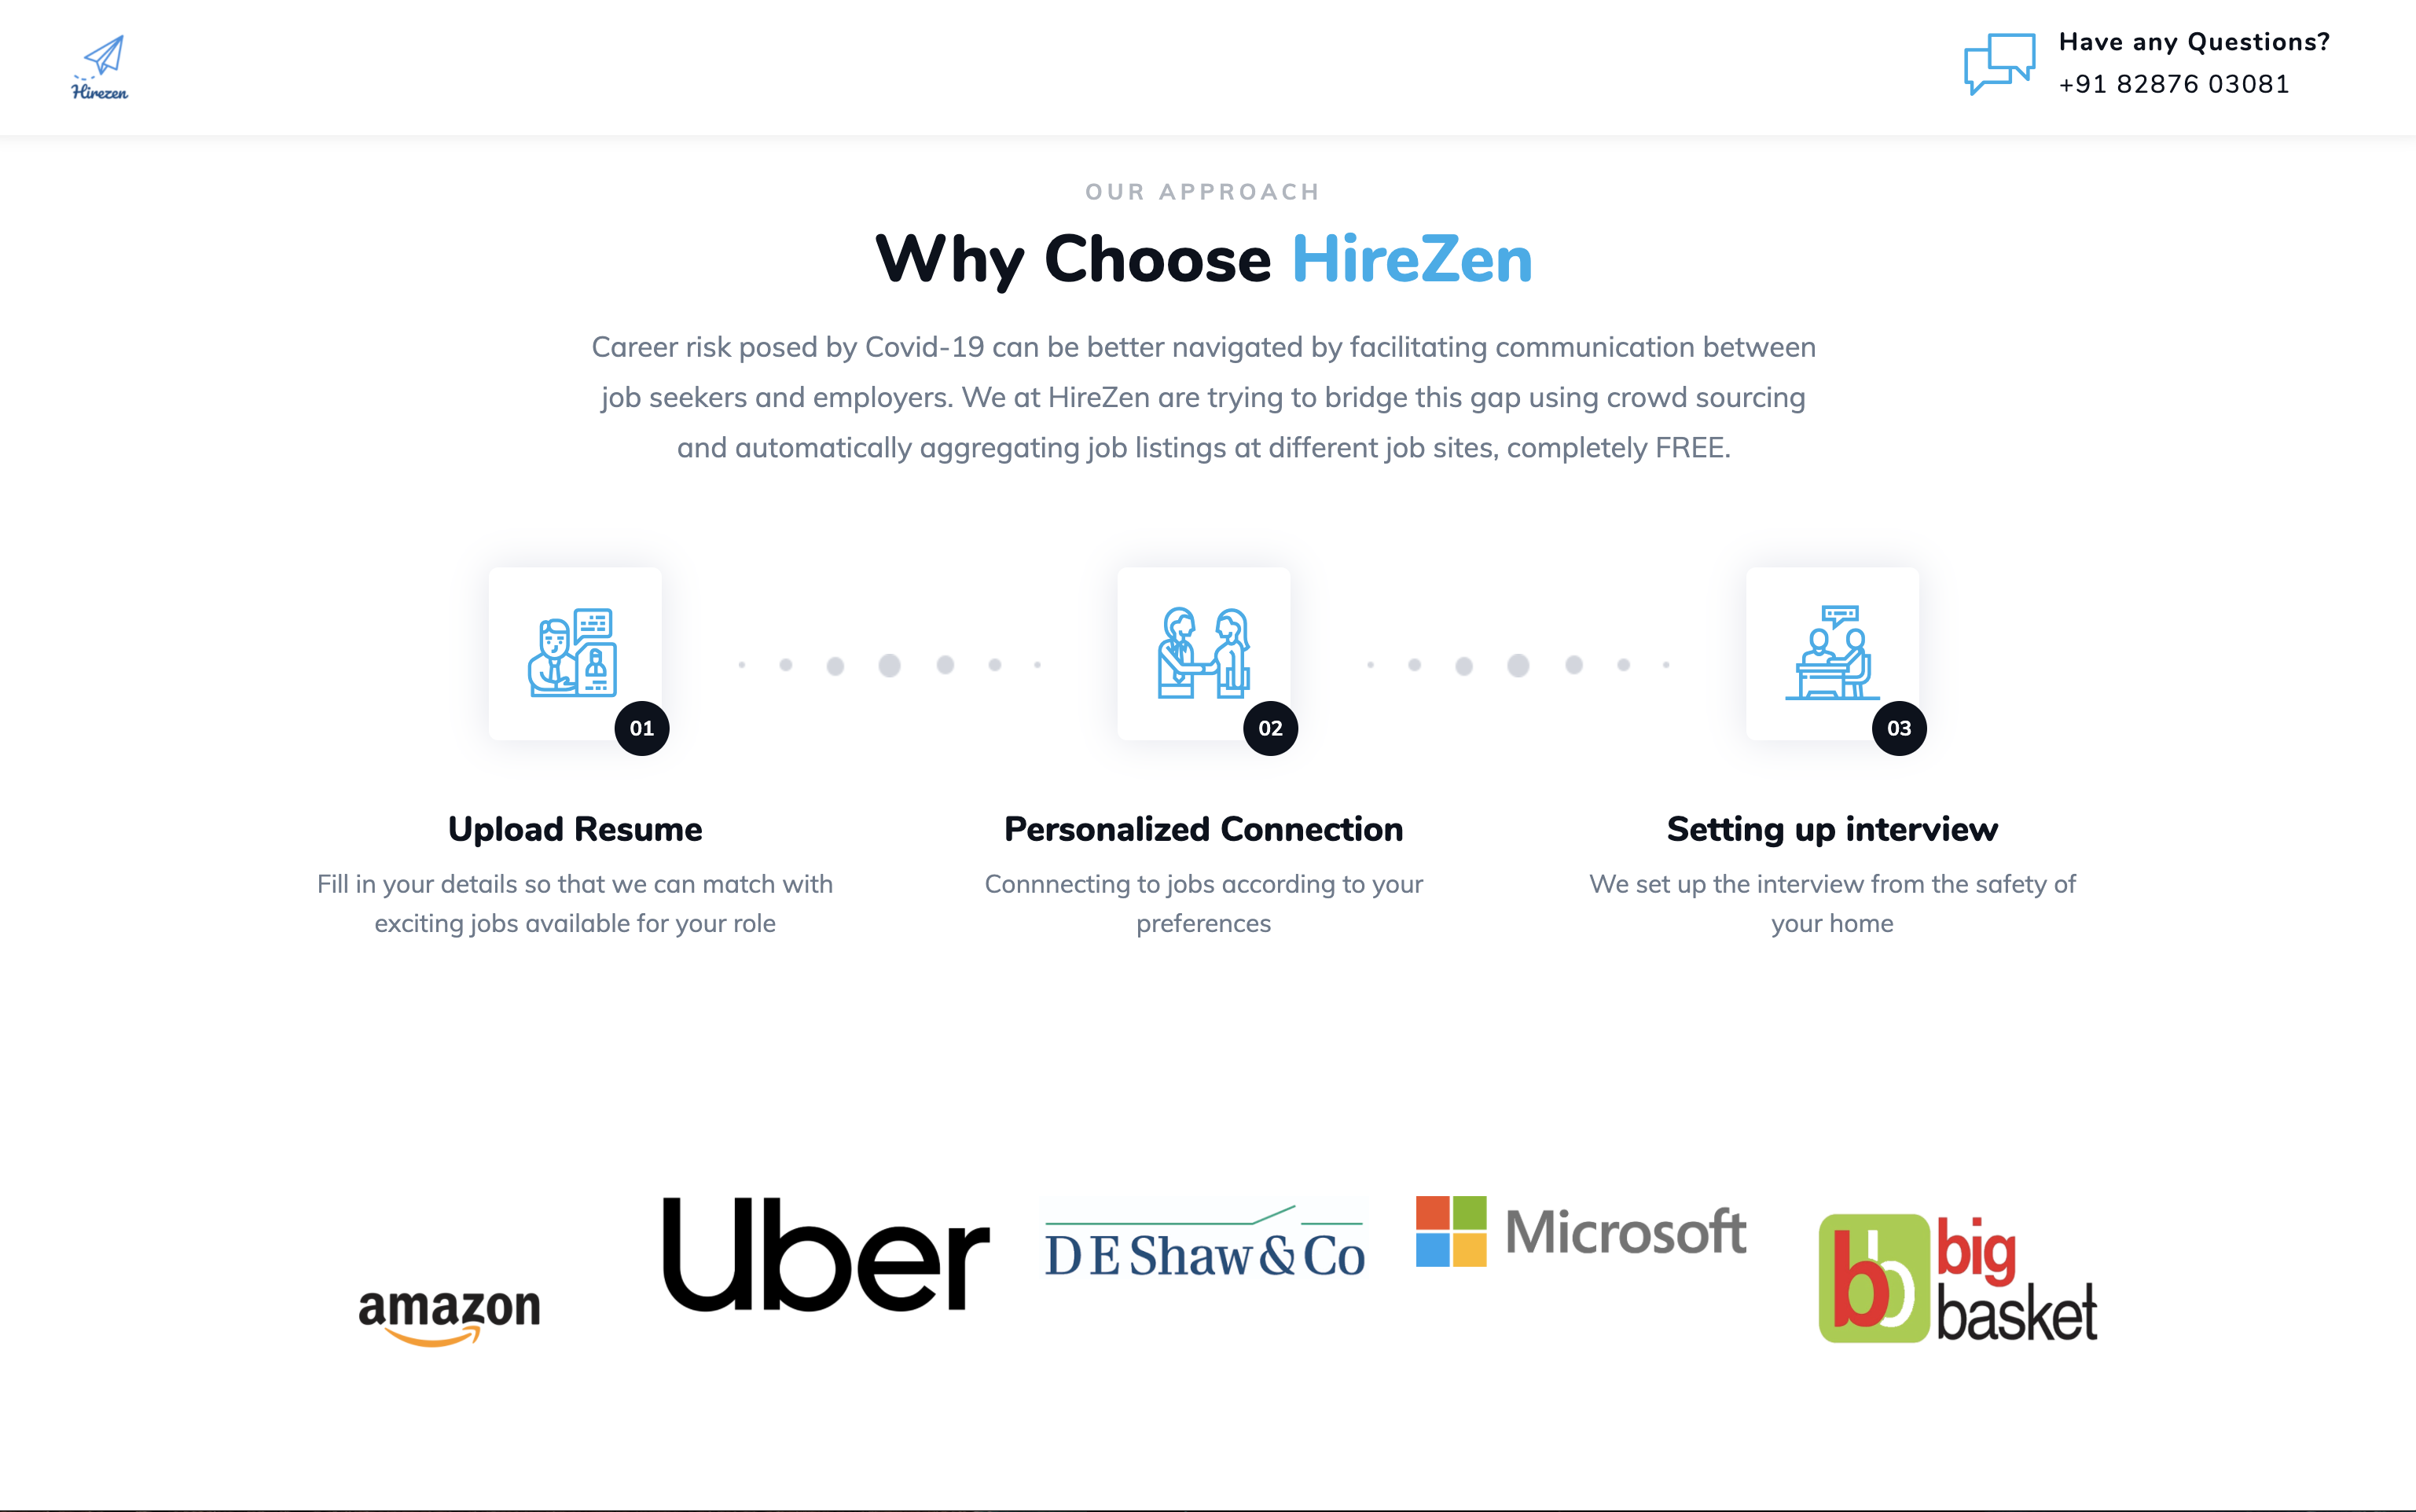 Hirezen
Have any Questions?
+91 82876 03081
OUR APPROACH
Why Choose HireZen
Career risk posed by Covid-19 can be better navigated by facilitating communication between
job seekers and employers. We at HireZen are trying to bridge this gap using crowd sourcing
and automatically aggregating job listings at different job sites, completely FREE.
01
02
03
Upload Resume
Fill in your details so that we can match with
exciting jobs available for your role
Personalized Connection
Connnecting to jobs according to your
preferences
Setting up interview
We set up the interview from the safety of
your home
amazon
Uber
DEShaw&Co
Microsoft
bb
big
basket